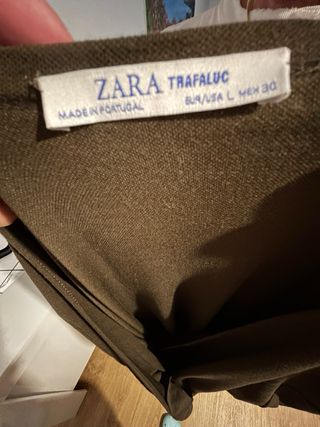 ZARA TRAFALUC
MADE IN PORTUGAL EUR/USA L MEX 30